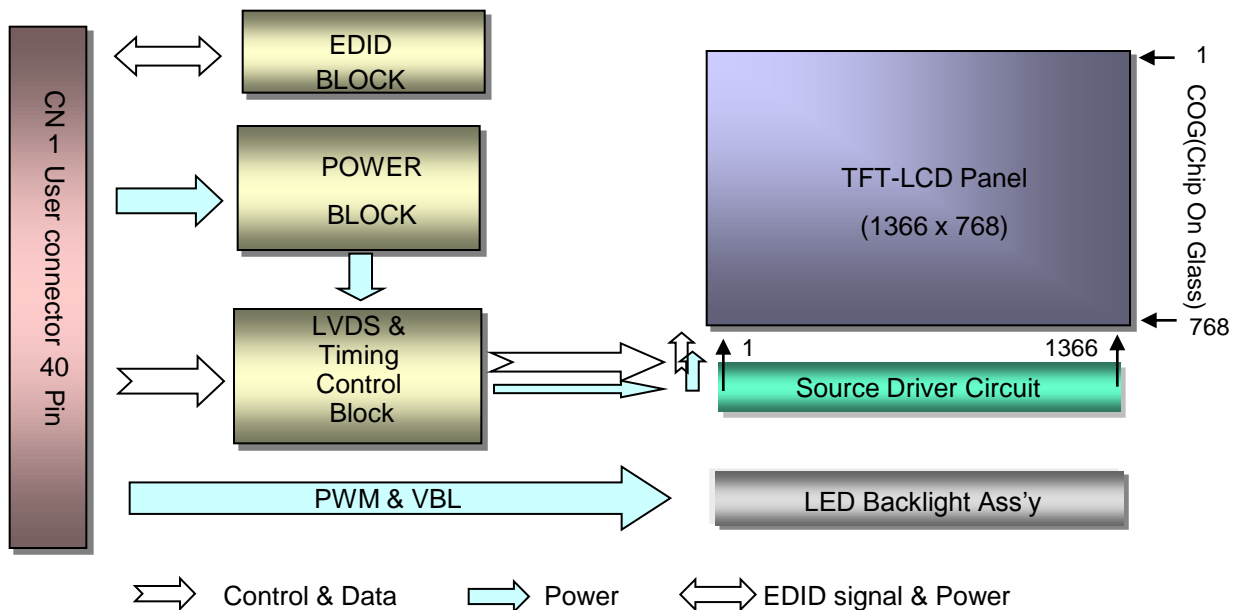 CN 1 User connector 40 Pin
EDID
BLOCK
POWER
BLOCK
LVDS &
Timing
Control
Block
PWM & VBL
TFT-LCD Panel
(1366 x 768)
1
COG(Chip On Glass)
768
1
1366
Source Driver Circuit
LED Backlight Ass’y
Control & Data
Power
EDID signal & Power